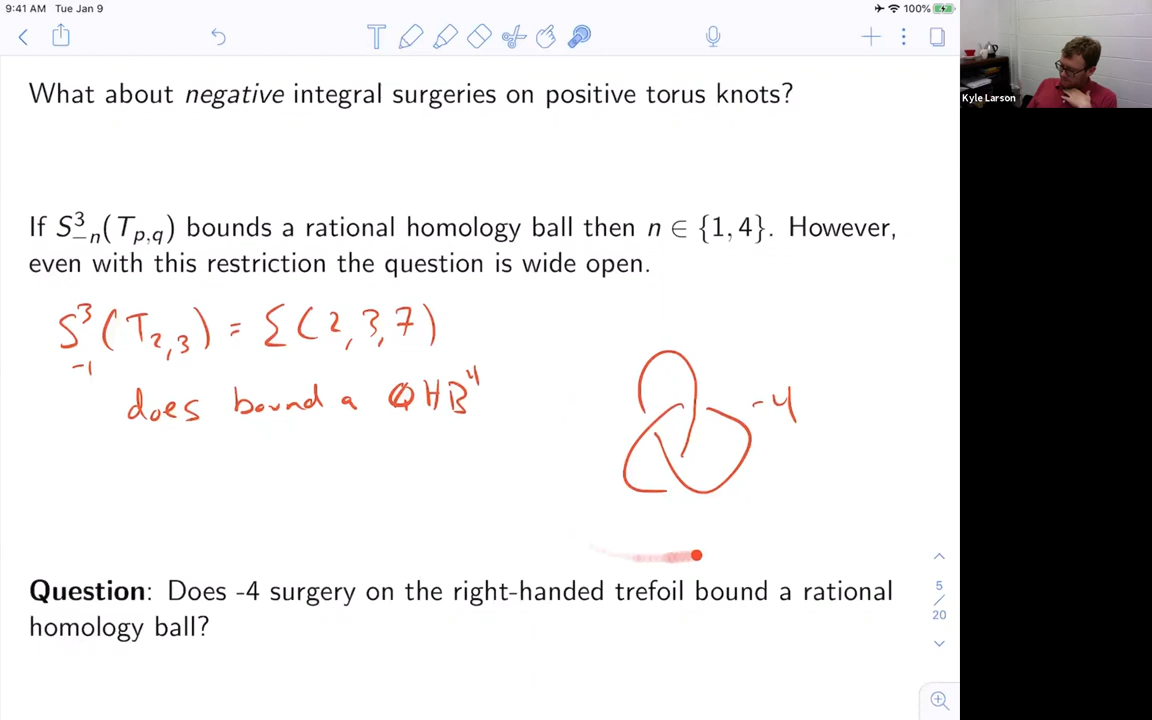 9:41 AM Tue Jan 9
100%
What about negative integral surgeries on positive torus knots?
Kyle Larson
If S³₋ₙ(Tₚ,q) bounds a rational homology ball then n ∈ {1, 4}. However,
even with this restriction the question is wide open.
S³₋₁(T₂,₃) = Σ(2,3,7)
does bound a QHB⁴
-4
Question: Does -4 surgery on the right-handed trefoil bound a rational
homology ball?
5
/
20